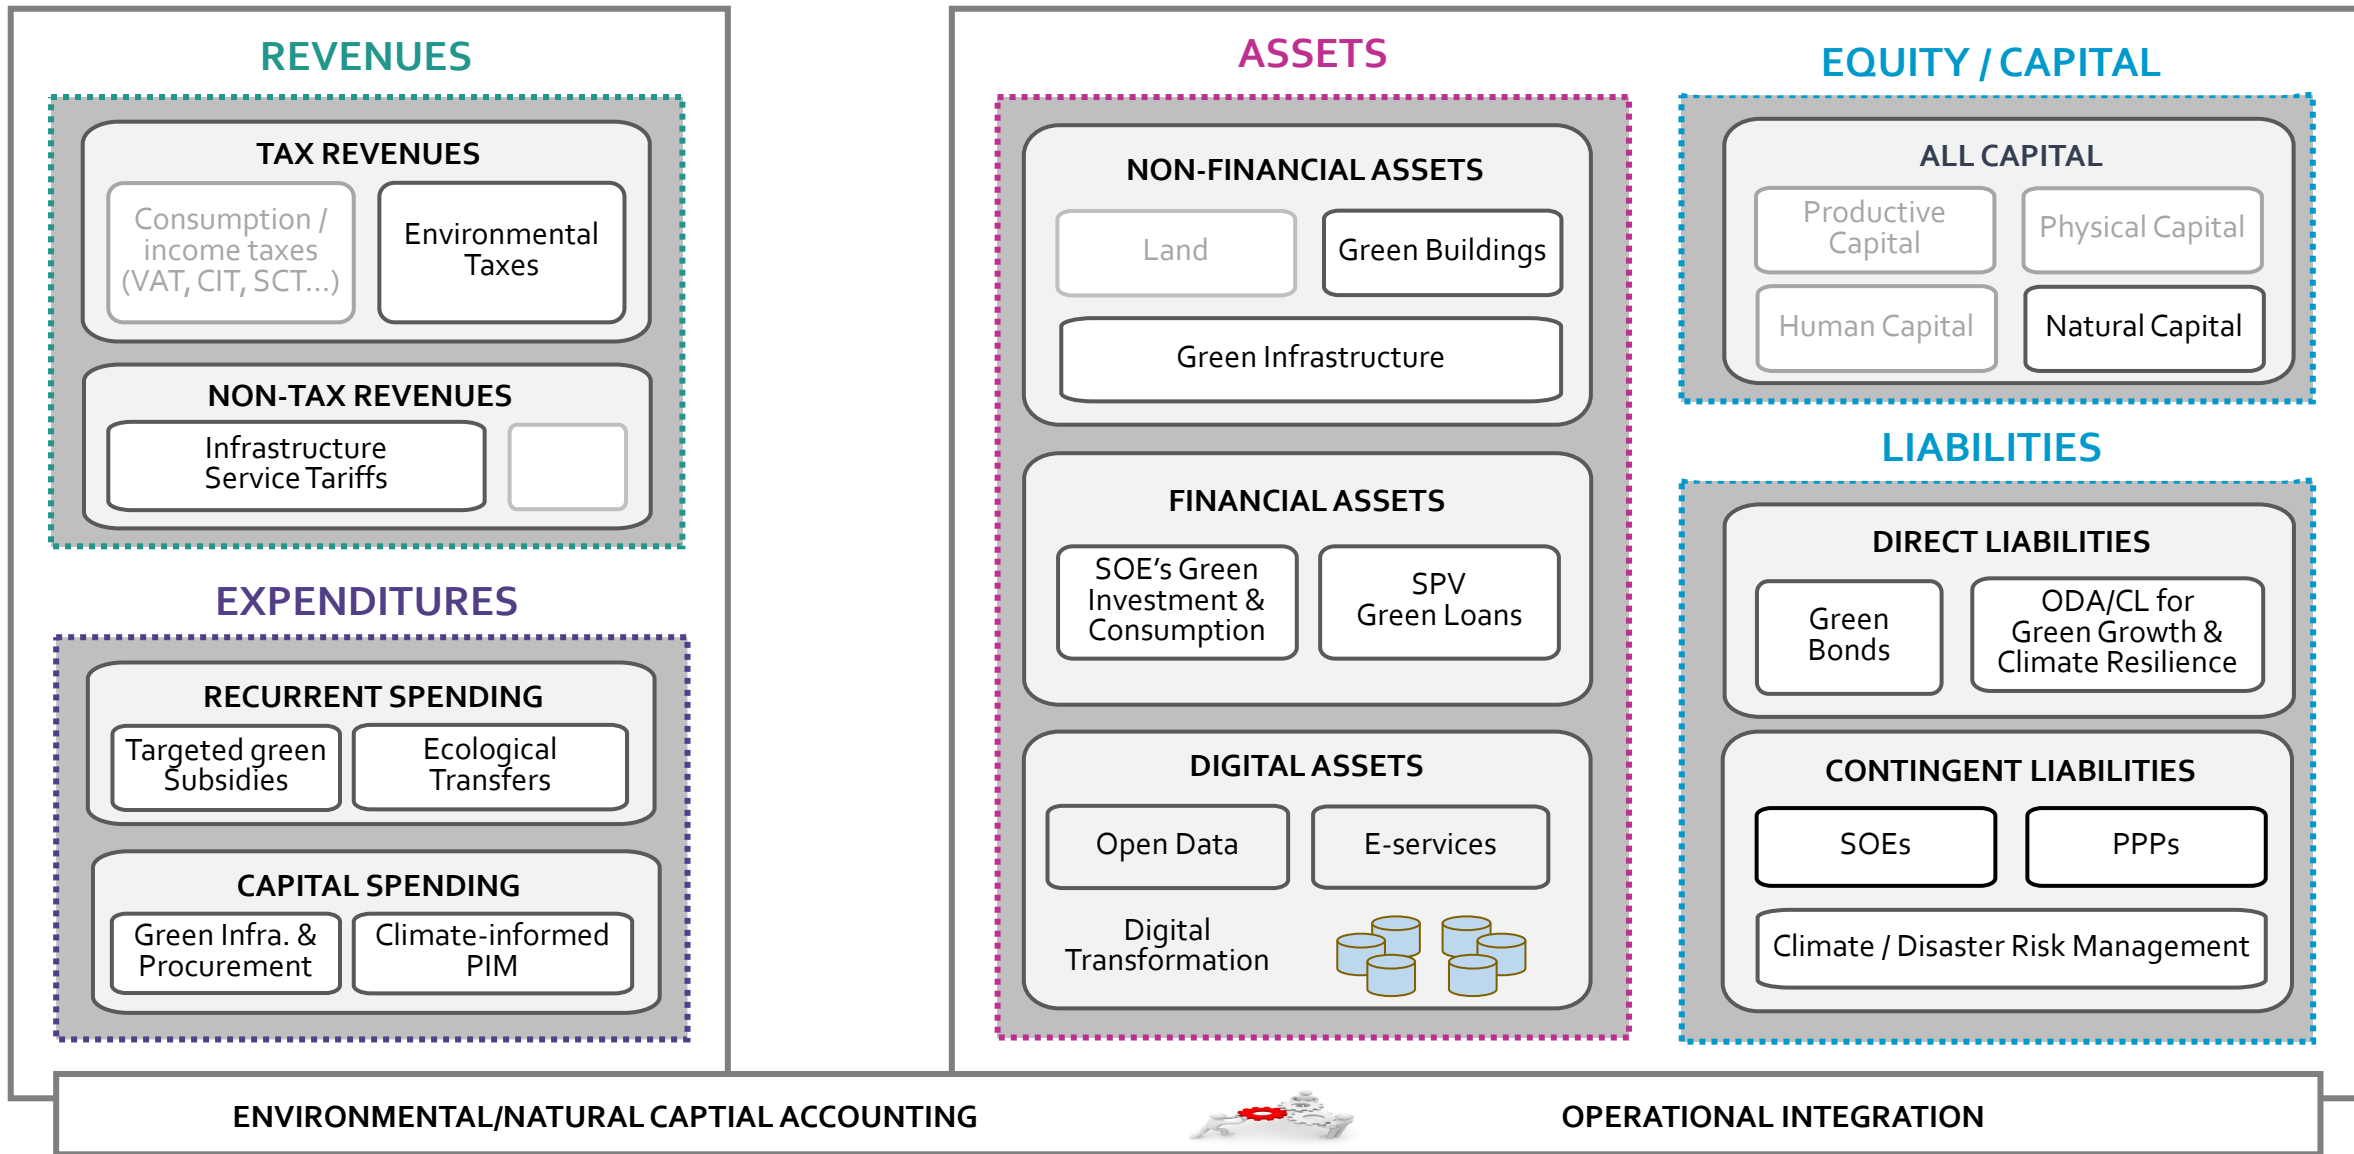 REVENUES
TAX REVENUES
Consumption /
income taxes
(VAT, CIT, SCT...)
Environmental
Taxes
NON-TAX REVENUES
Infrastructure
Service Tariffs
EXPENDITURES
RECURRENT SPENDING
Targeted green
Subsidies
Ecological
Transfers
CAPITAL SPENDING
Green Infra. &
Procurement
Climate-informed
PIM
ASSETS
NON-FINANCIAL ASSETS
Land
Green Buildings
Green Infrastructure
FINANCIAL ASSETS
SOE’s Green
Investment &
Consumption
SPV
Green Loans
DIGITAL ASSETS
Open Data
E-services
Digital
Transformation
EQUITY / CAPITAL
ALL CAPITAL
Productive
Capital
Physical Capital
Human Capital
Natural Capital
LIABILITIES
DIRECT LIABILITIES
Green
Bonds
ODA/CL for
Green Growth &
Climate Resilience
CONTINGENT LIABILITIES
SOEs
PPPs
Climate / Disaster Risk Management
ENVIRONMENTAL/NATURAL CAPTIAL ACCOUNTING
OPERATIONAL INTEGRATION